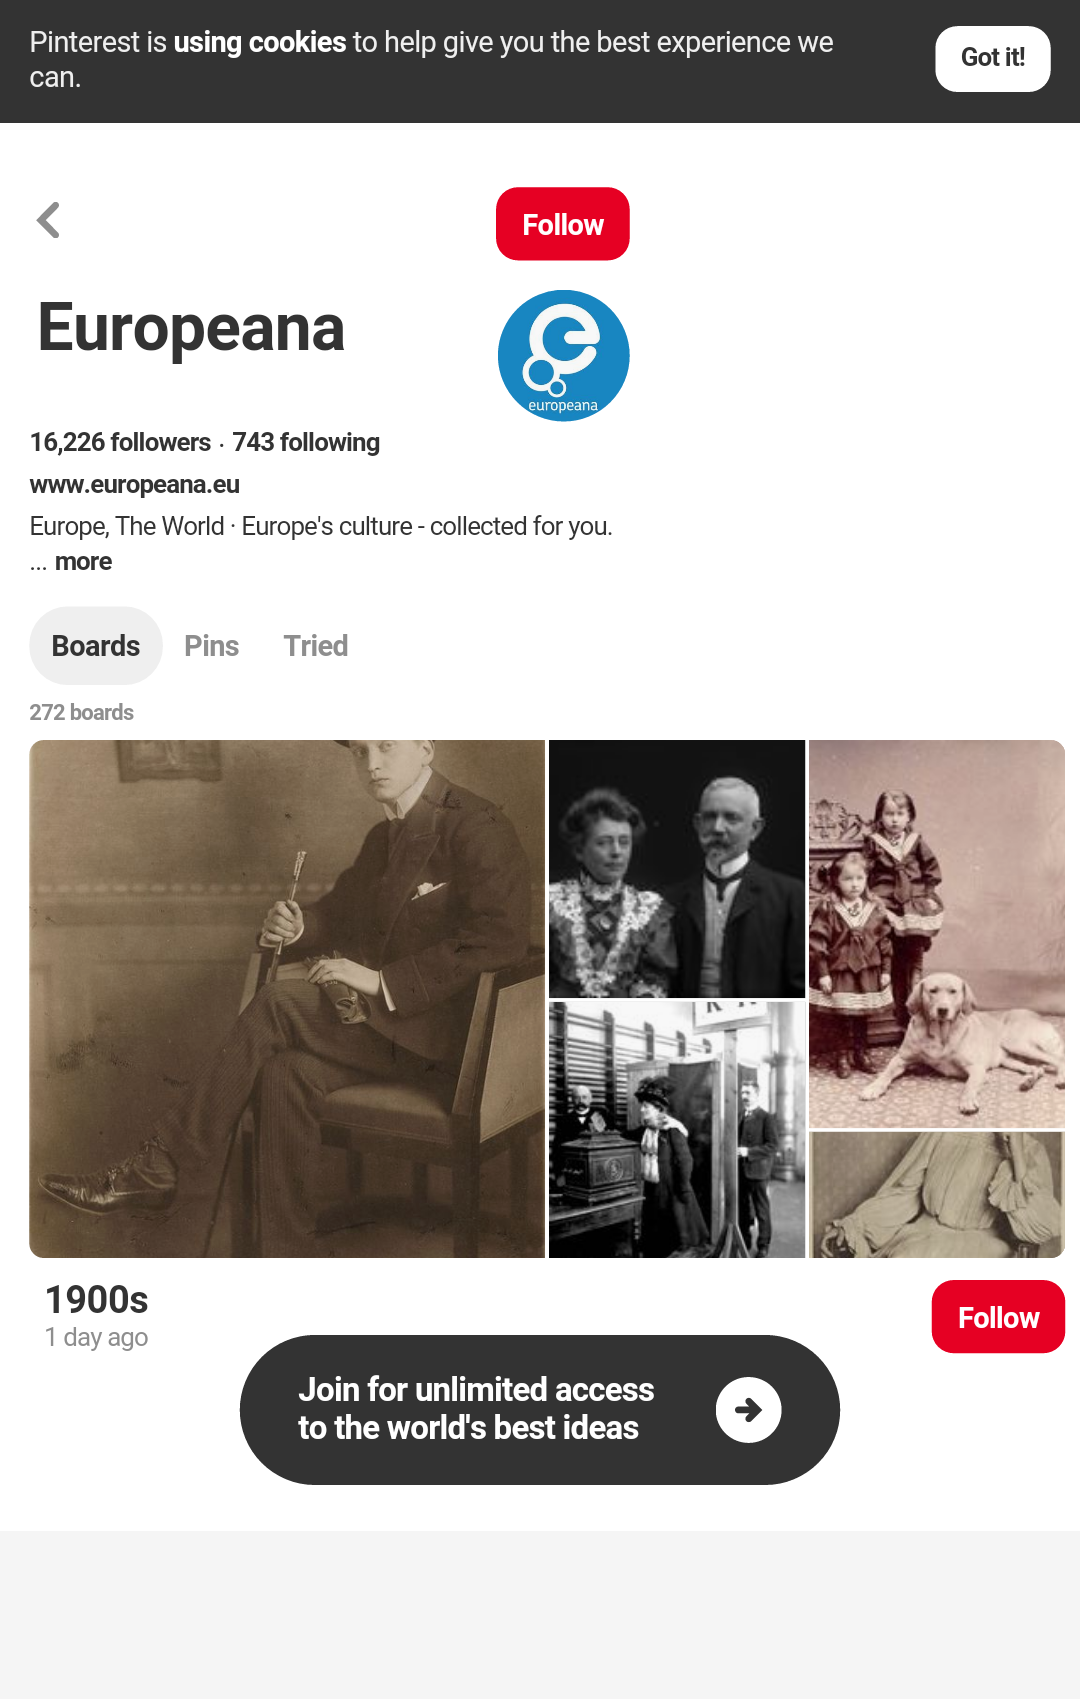 Pinterest is using cookies to help give you the best experience we
can.
Got it!
Follow
Europeana
europeana
16,226 followers · 743 following
www.europeana.eu
Europe, The World · Europe's culture - collected for you.
... more
Boards Pins Tried
272 boards
1900s
1 day ago
Follow
Join for unlimited access
to the world's best ideas